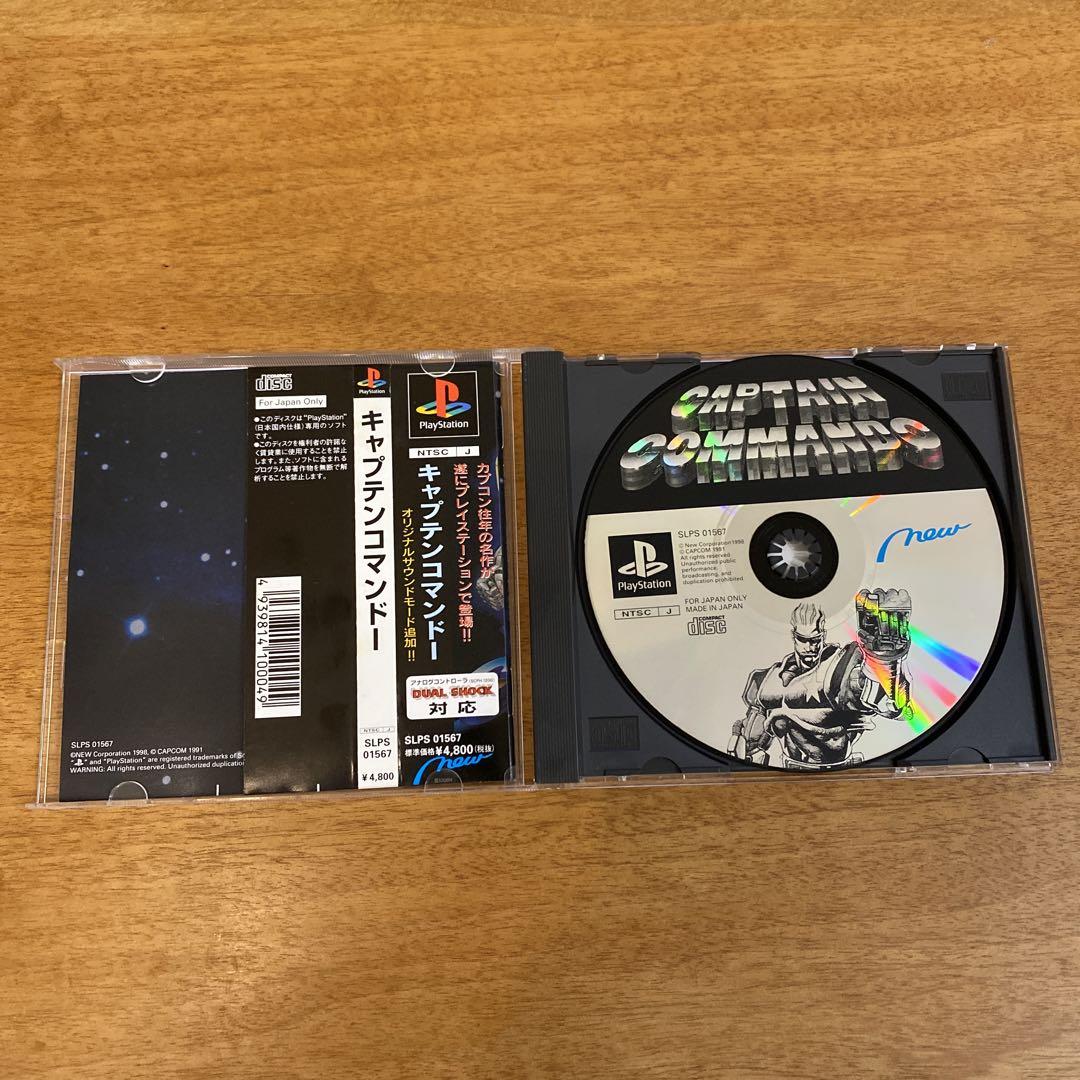 SLPS 01567
©NEW Corporation 1998, © CAPCOM 1991
" " and "PlayStation" are registered trademarks of
WARNING: All rights reserved. Unauthorized duplication
COMPACT
disc
For Japan Only
●このディスクは"PlayStation"
(日本国内仕様)専用のソフト
です。
●このディスクを権利者の許諾な
く賃貸業に使用することを禁止
します。また、ソフトに含まれる
プログラム等著作物を無断で解
析することを禁止します。
4939814100049
PlayStation
キャプテンコマンドー
NTSC J
SLPS
01567
¥4,800
PlayStation
NTSC J
カプコン往年の名作が
遂にプレイステーションで登場!!
キャプテンコマンドー
オリジナルサウンドモード追加!!
アナログコントローラ(SCPH-1200)
DUAL SHOCK
対応
SLPS 01567
標準価格¥4,800(税抜)
new
CAPTAIN
COMMANDO
SLPS 01567
© New Corporation1998
© CAPCOM 1991
All rights reserved
Unauthorized public
performance,
broadcasting, and
duplication prohibited.
new
PlayStation
NTSC J
FOR JAPAN ONLY
MADE IN JAPAN
COMPACT
disc